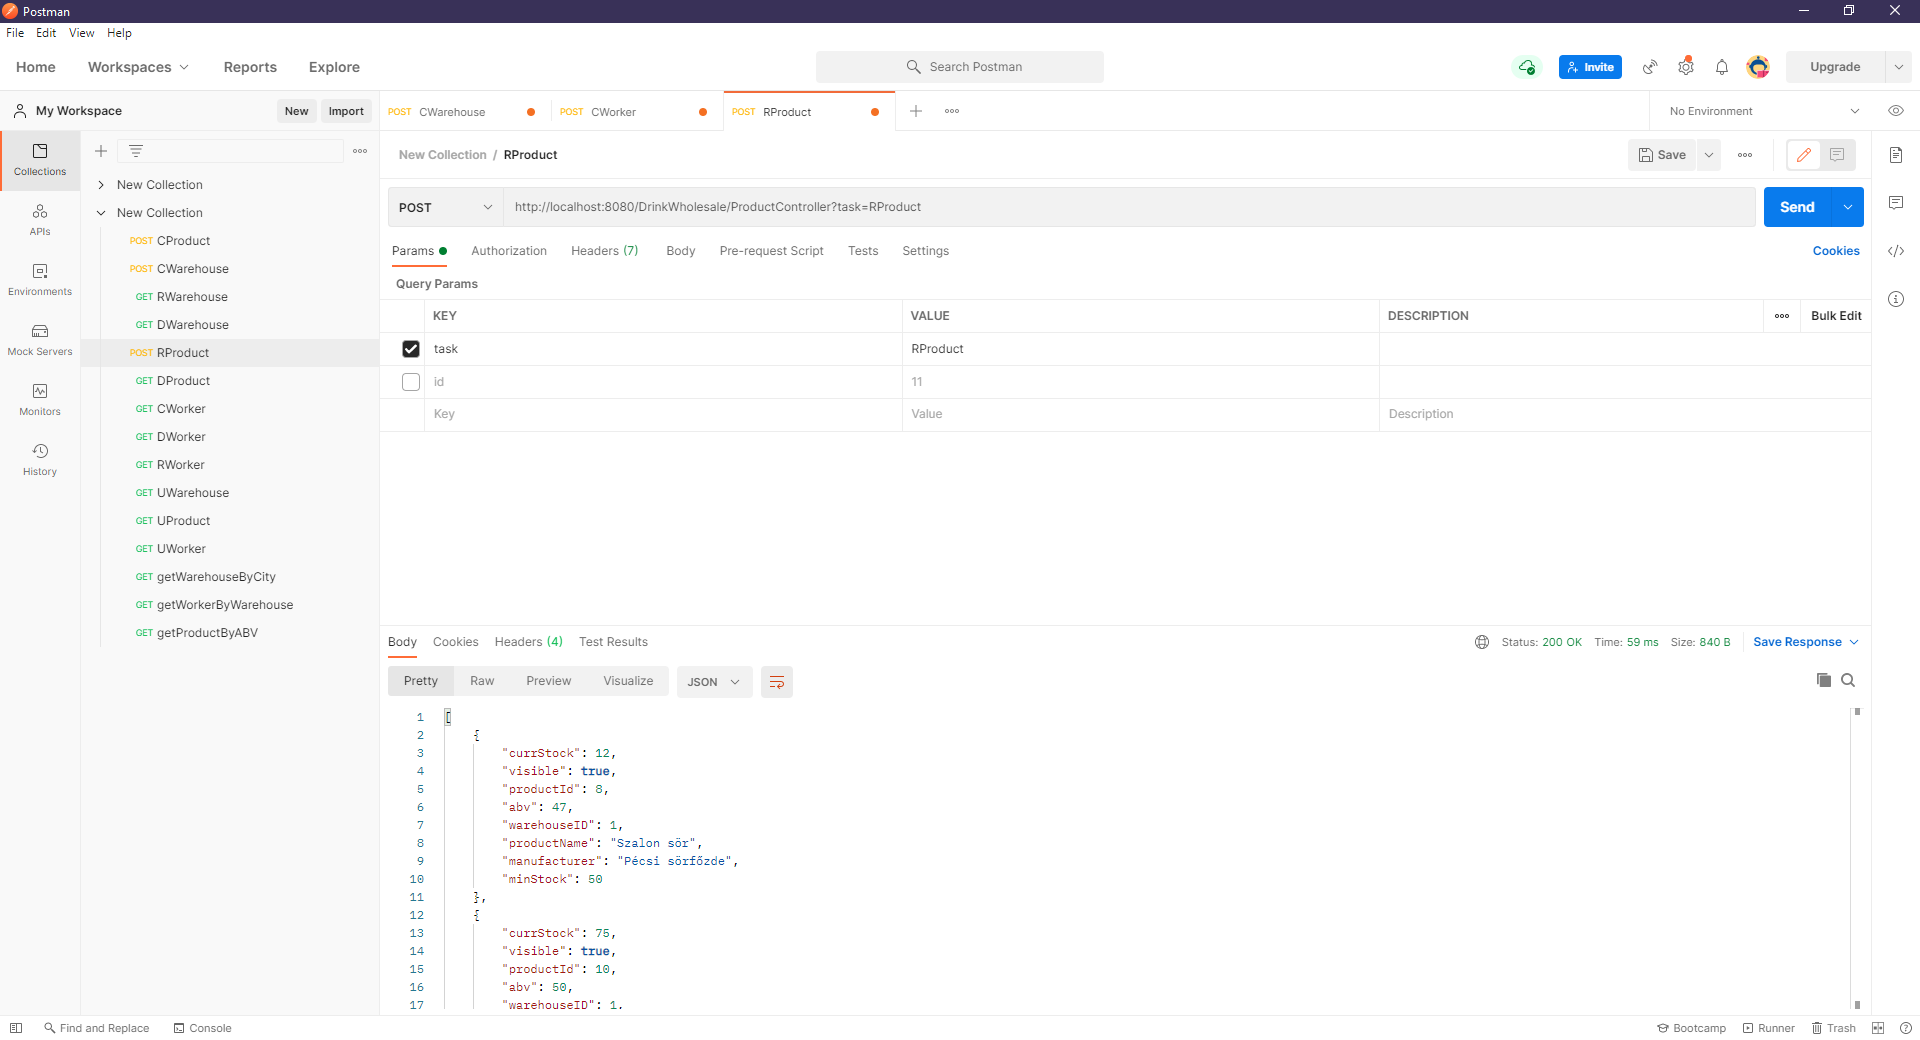 Postman
File Edit View Help
Home Workspaces Reports Explore Search Postman Invite Upgrade
My Workspace New Import POST CWarehouse POST CWorker POST RProduct No Environment
New Collection / RProduct Save
Collections
APIs
Environments
Mock Servers
Monitors
History
New Collection
New Collection
POST CProduct
POST CWarehouse
GET RWarehouse
GET DWarehouse
POST RProduct
GET DProduct
GET CWorker
GET DWorker
GET RWorker
GET UWarehouse
GET UProduct
GET UWorker
GET getWarehouseByCity
GET getWorkerByWarehouse
GET getProductByABV
POST http://localhost:8080/DrinkWholesale/ProductController?task=RProduct Send
Params Authorization Headers (7) Body Pre-request Script Tests Settings Cookies
Query Params
KEY VALUE DESCRIPTION Bulk Edit
task RProduct
id 11
Key Value Description
Body Cookies Headers (4) Test Results Status: 200 OK Time: 59 ms Size: 840 B Save Response
Pretty Raw Preview Visualize JSON
1 [
2 {
3 "currStock": 12,
4 "visible": true,
5 "productId": 8,
6 "abv": 47,
7 "warehouseID": 1,
8 "productName": "Szalon sör",
9 "manufacturer": "Pécsi sörfőzde",
10 "minStock": 50
11 },
12 {
13 "currStock": 75,
14 "visible": true,
15 "productId": 10,
16 "abv": 50,
17 "warehouseID": 1,
Find and Replace Console Bootcamp Runner Trash